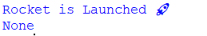 Rocket is Launched 🚀
None